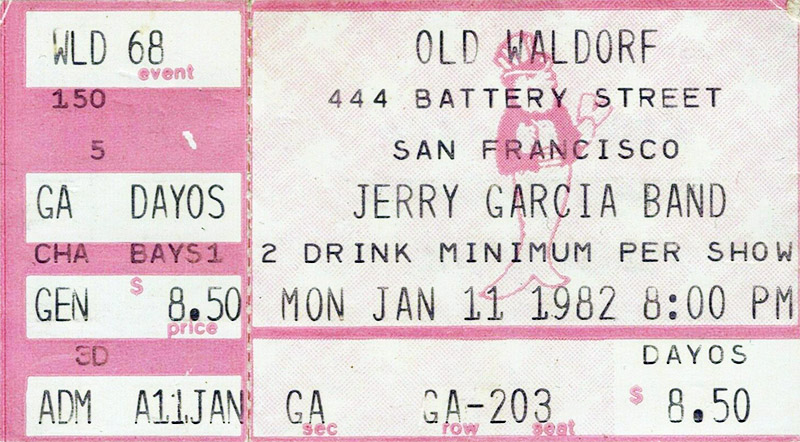 WLD 68
event
150
5
GA DAYOS
CHA BAYS1
GEN $ 8.50
price
3D
ADM A11JAN
OLD WALDORF
444 BATTERY STREET
SAN FRANCISCO
JERRY GARCIA BAND
2 DRINK MINIMUM PER SHOW
MON JAN 11 1982 8:00 PM
DAYOS
GA GA-203 $ 8.50
sec row seat